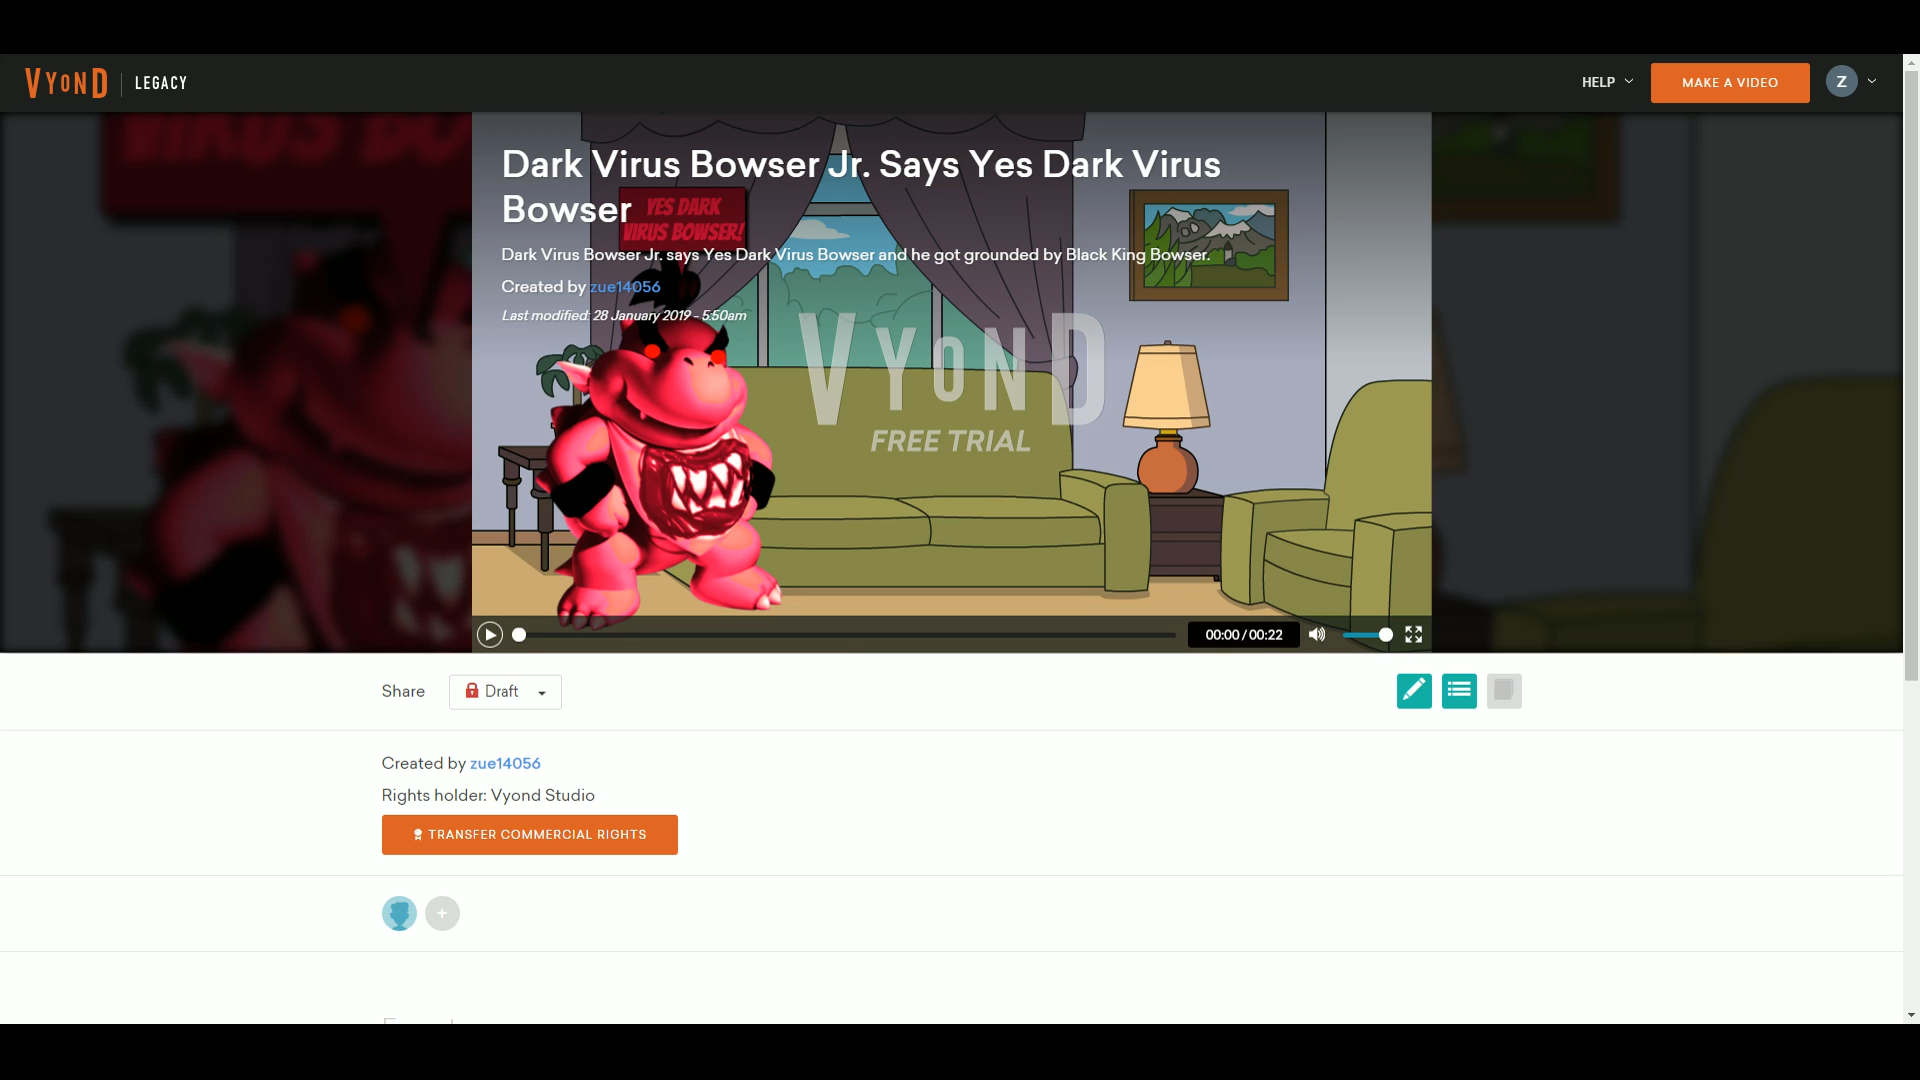 VYOND LEGACY
HELP
MAKE A VIDEO
Z
VIRUS BO
Dark Virus Bowser Jr. Says Yes Dark Virus
Bowser
YES DARK
VIRUS BOWSER!
Dark Virus Bowser Jr. says Yes Dark Virus Bowser and he got grounded by Black King Bowser.
Created by zue14056
Last modified: 28 January 2019 - 5:50am
VYOND
FREE TRIAL
00:00 / 00:22
Share
Draft
Created by zue14056
Rights holder: Vyond Studio
TRANSFER COMMERCIAL RIGHTS
+